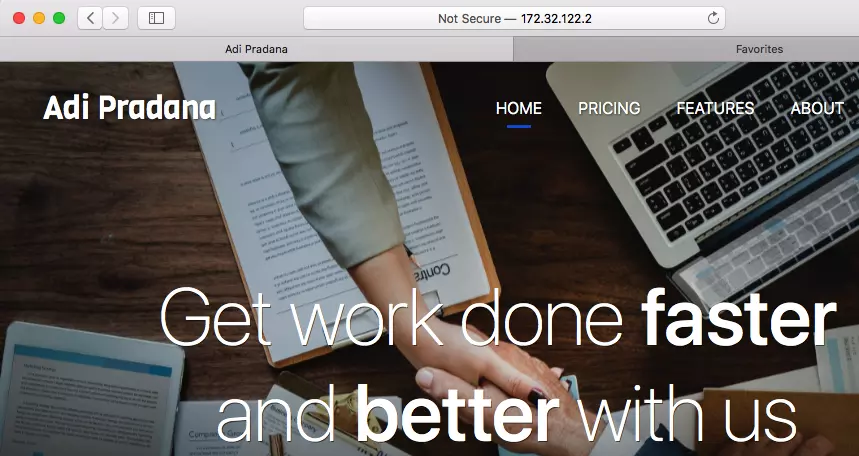 Not Secure — 172.32.122.2
Adi Pradana
Favorites
Adi Pradana
HOME PRICING FEATURES ABOUT
Contra
Get work done faster
and better with us